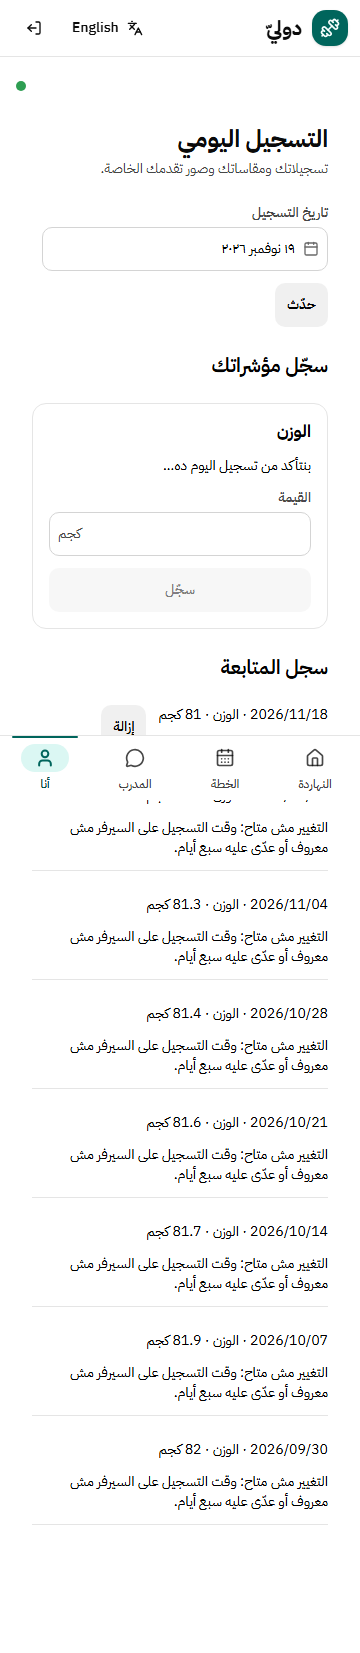 دوليّ
English
التسجيل اليومي
تسجيلاتك ومقاساتك وصور تقدمك الخاصة.
تاريخ التسجيل
١٩ نوفمبر ٢٠٢٦
حدّث
سجّل مؤشراتك
الوزن
بنتأكد من تسجيل اليوم ده...
القيمة
كجم
سجّل
سجل المتابعة
2026/11/18 · الوزن · 81 كجم
إزالة
النهاردة
الخطة
المدرب
أنا
التغيير مش متاح: وقت التسجيل على السيرفر مش
معروف أو عدّى عليه سبع أيام.
2026/11/04 · الوزن · 81.3 كجم
التغيير مش متاح: وقت التسجيل على السيرفر مش
معروف أو عدّى عليه سبع أيام.
2026/10/28 · الوزن · 81.4 كجم
التغيير مش متاح: وقت التسجيل على السيرفر مش
معروف أو عدّى عليه سبع أيام.
2026/10/21 · الوزن · 81.6 كجم
التغيير مش متاح: وقت التسجيل على السيرفر مش
معروف أو عدّى عليه سبع أيام.
2026/10/14 · الوزن · 81.7 كجم
التغيير مش متاح: وقت التسجيل على السيرفر مش
معروف أو عدّى عليه سبع أيام.
2026/10/07 · الوزن · 81.9 كجم
التغيير مش متاح: وقت التسجيل على السيرفر مش
معروف أو عدّى عليه سبع أيام.
2026/09/30 · الوزن · 82 كجم
التغيير مش متاح: وقت التسجيل على السيرفر مش
معروف أو عدّى عليه سبع أيام.